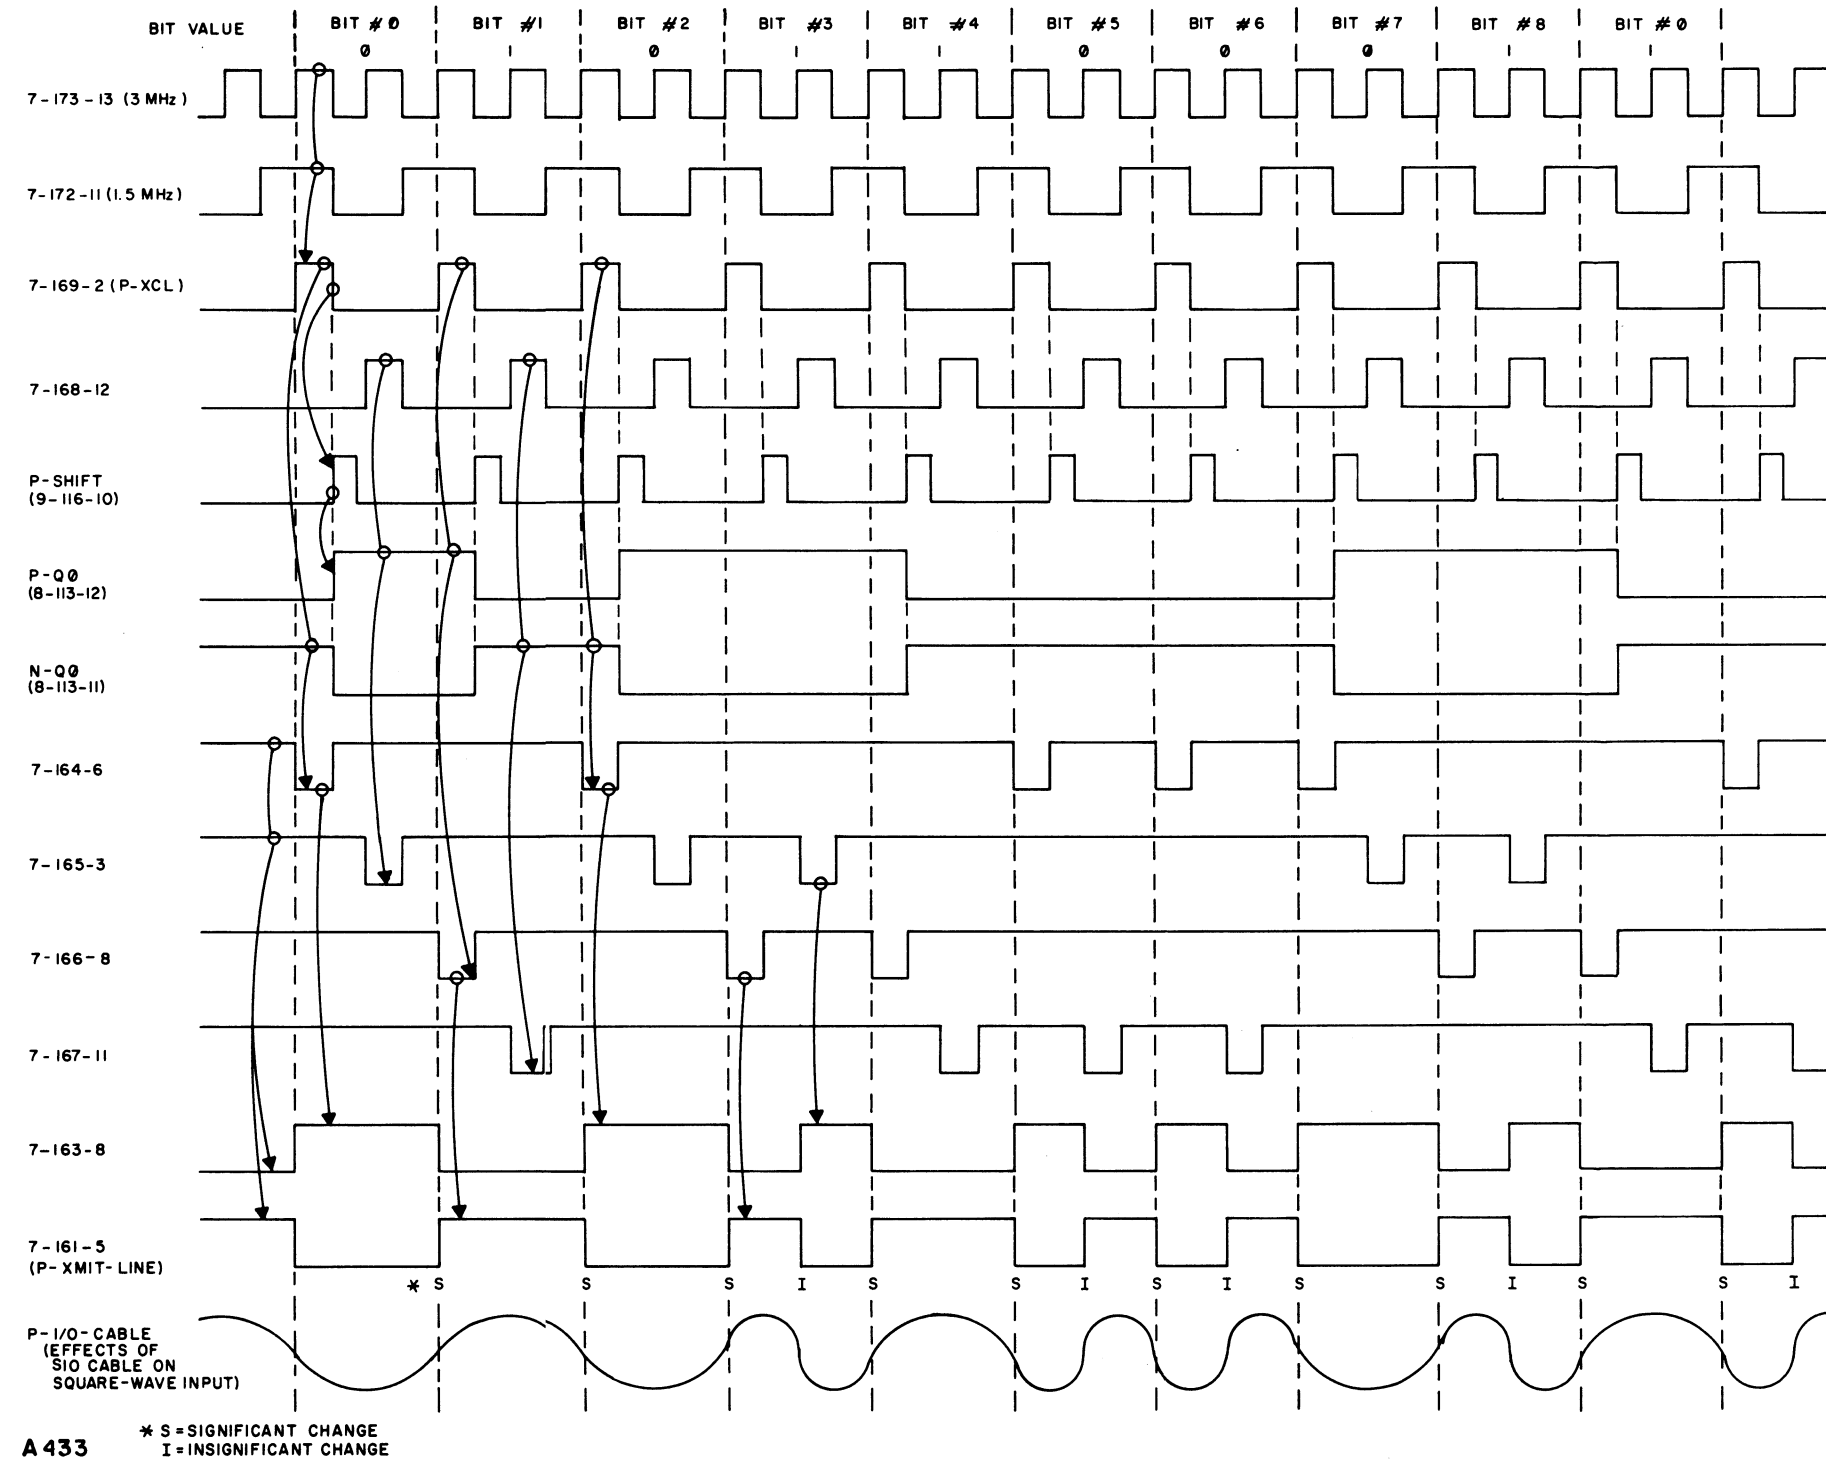 BIT VALUE
BIT #0 BIT #1 BIT #2 BIT #3 BIT #4 BIT #5 BIT #6 BIT #7 BIT #8 BIT #0
0 1 0 1 1 0 0 0 1 1
7-173-13 (3 MHz)
7-172-11 (1.5 MHz)
7-169-2 (P-XCL)
7-168-12
P-SHIFT
(9-116-10)
P-Q0
(8-113-12)
N-Q0
(8-113-11)
7-164-6
7-165-3
7-166-8
7-167-11
7-163-8
7-161-5
(P-XMIT-LINE)
* S S S I S S I S I S S I S S I
P-I/O-CABLE
(EFFECTS OF
SIO CABLE ON
SQUARE-WAVE INPUT)
* S=SIGNIFICANT CHANGE
I=INSIGNIFICANT CHANGE
A433